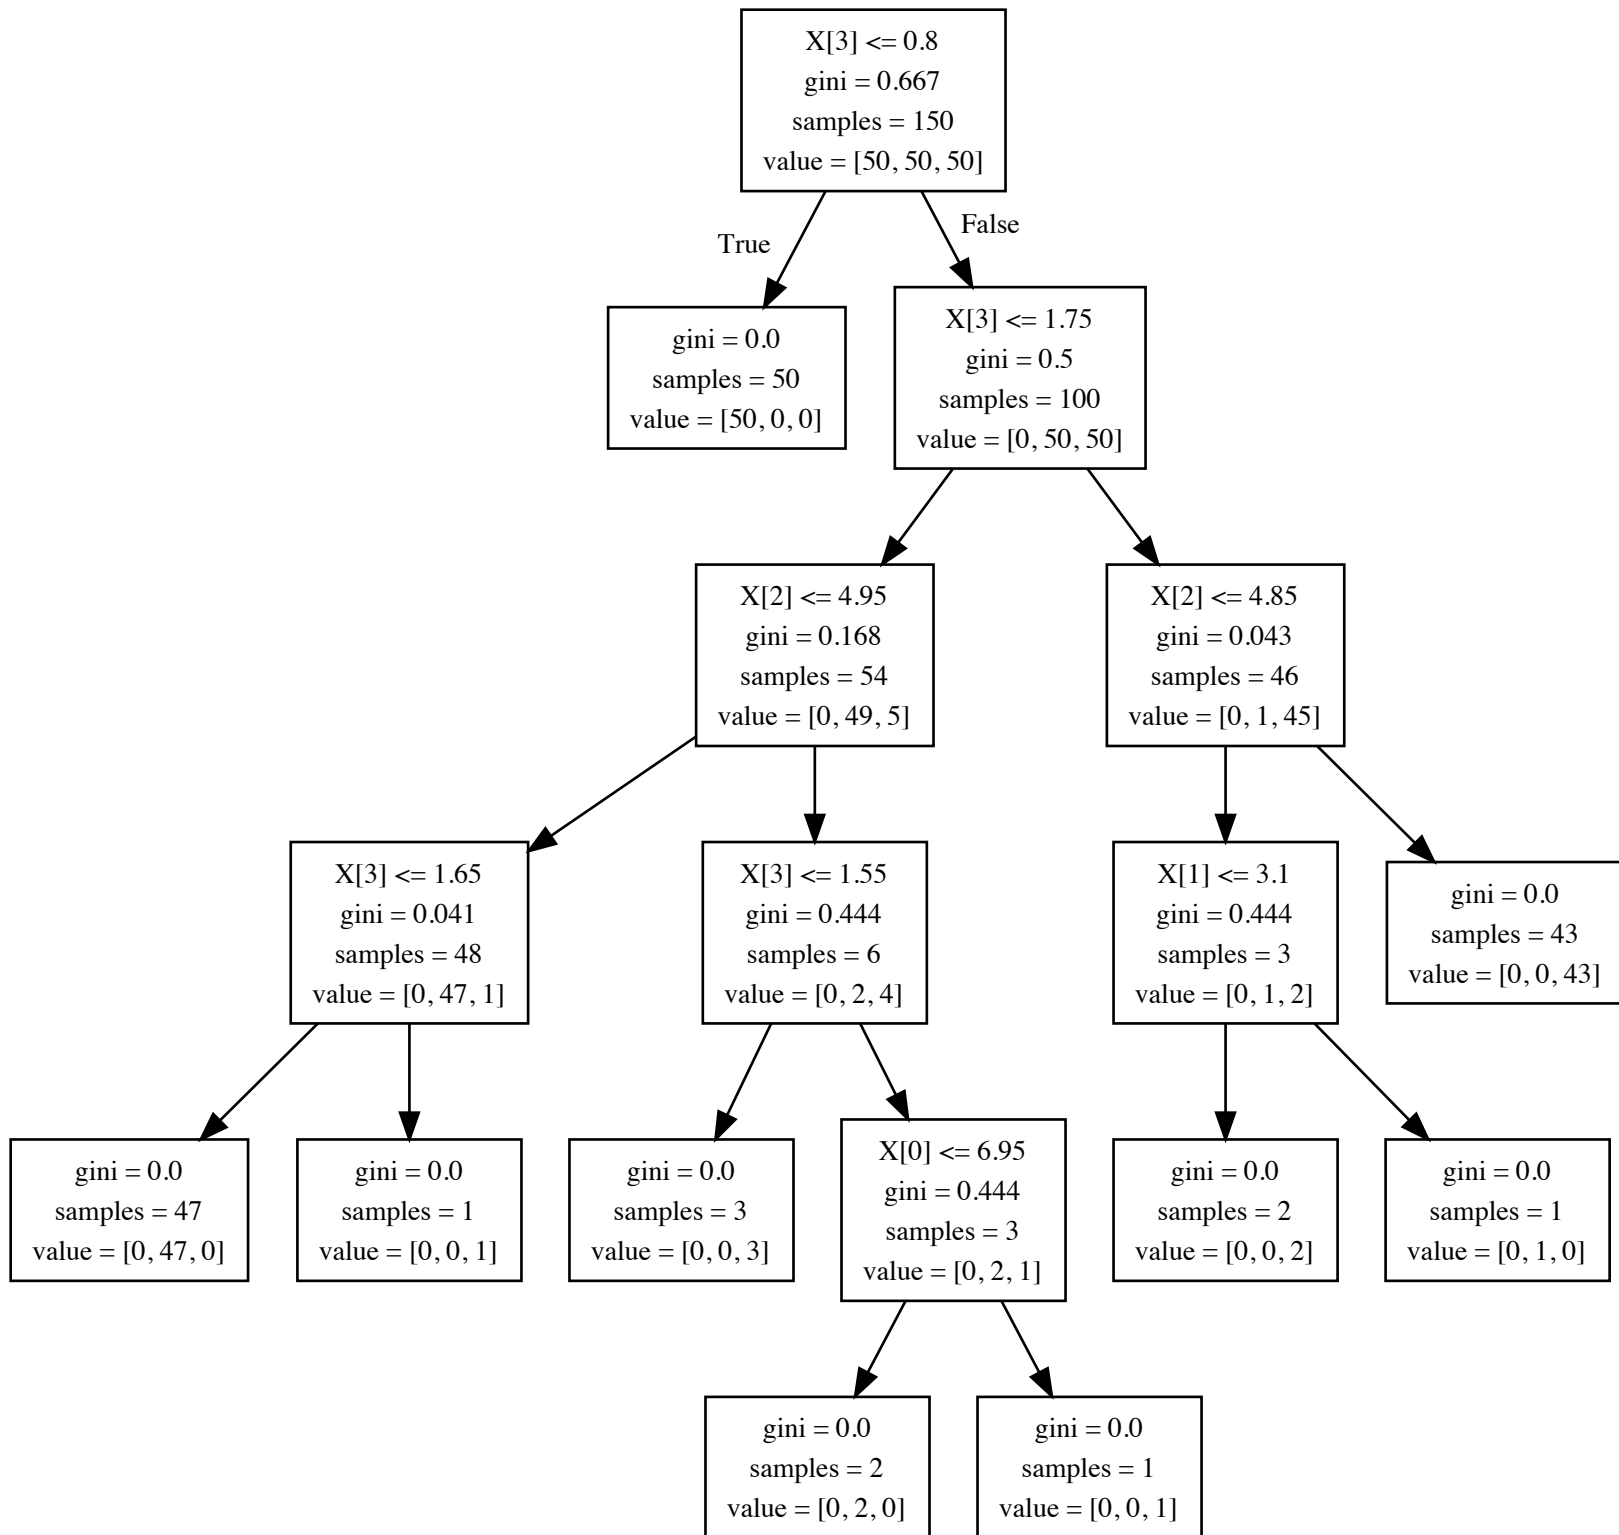 X[3] <= 0.8
gini = 0.667
samples = 150
value = [50, 50, 50]
True
False
gini = 0.0
samples = 50
value = [50, 0, 0]
X[3] <= 1.75
gini = 0.5
samples = 100
value = [0, 50, 50]
X[2] <= 4.95
gini = 0.168
samples = 54
value = [0, 49, 5]
X[2] <= 4.85
gini = 0.043
samples = 46
value = [0, 1, 45]
X[3] <= 1.65
gini = 0.041
samples = 48
value = [0, 47, 1]
X[3] <= 1.55
gini = 0.444
samples = 6
value = [0, 2, 4]
X[1] <= 3.1
gini = 0.444
samples = 3
value = [0, 1, 2]
gini = 0.0
samples = 43
value = [0, 0, 43]
gini = 0.0
samples = 47
value = [0, 47, 0]
gini = 0.0
samples = 1
value = [0, 0, 1]
gini = 0.0
samples = 3
value = [0, 0, 3]
X[0] <= 6.95
gini = 0.444
samples = 3
value = [0, 2, 1]
gini = 0.0
samples = 2
value = [0, 0, 2]
gini = 0.0
samples = 1
value = [0, 1, 0]
gini = 0.0
samples = 2
value = [0, 2, 0]
gini = 0.0
samples = 1
value = [0, 0, 1]